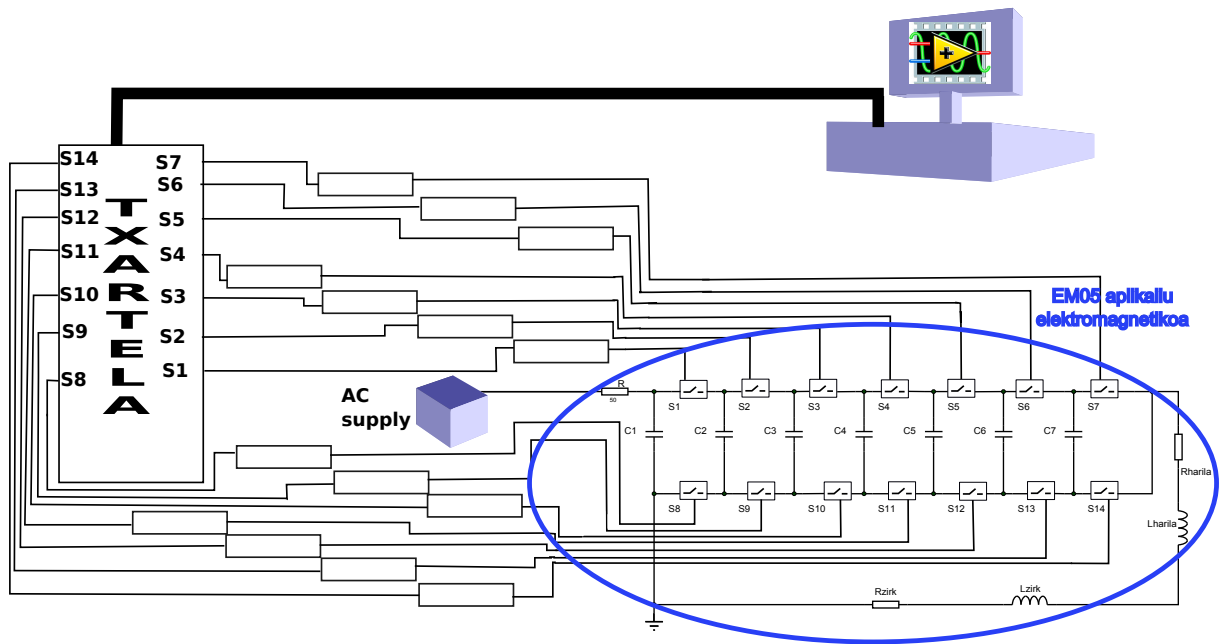 S14
S13
S12
S11
S10
S9
S8
S7
S6
S5
S4
S3
S2
S1
TXARTELA
AC
supply
EM05 aplikailu
elektromagnetikoa
R
50
S1
S2
S3
S4
S5
S6
S7
C1
C2
C3
C4
C5
C6
C7
Rharila
S8
S9
S10
S11
S12
S13
S14
Lharila
Rzirk
Lzirk